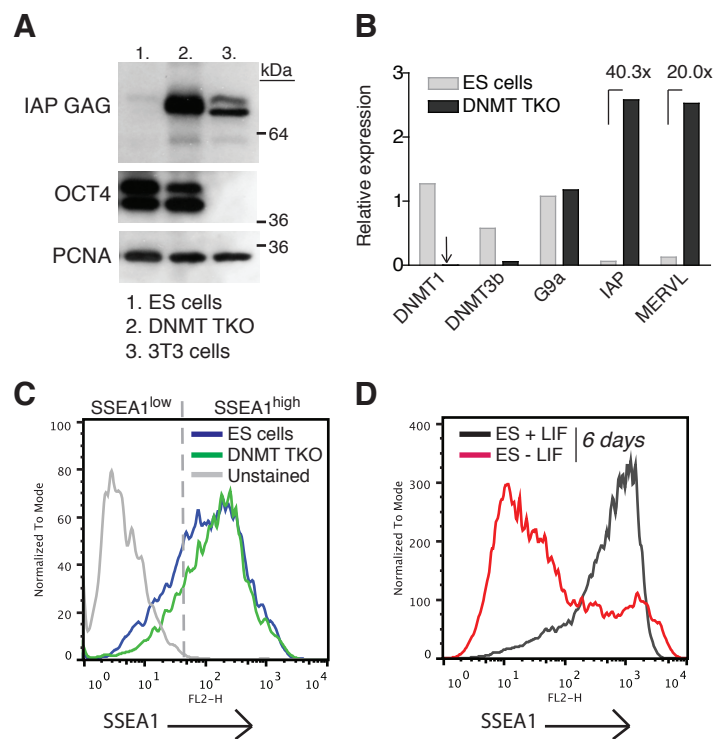 A
1. 2. 3.
kDa
IAP GAG
64
OCT4
36
36
PCNA
1. ES cells
2. DNMT TKO
3. 3T3 cells
B
40.3x 20.0x
ES cells
DNMT TKO
Relative expression
3
2
1
0
DNMT1
DNMT3b
G9a
IAP
MERVL
C
SSEA1low SSEA1high
ES cells
DNMT TKO
Unstained
Normalized To Mode
100
80
60
40
20
0
100 101 102 103 104
FL2-H
SSEA1
D
ES + LIF
ES - LIF
6 days
Normalized To Mode
400
300
200
100
0
100 101 102 103 104
FL2-H
SSEA1